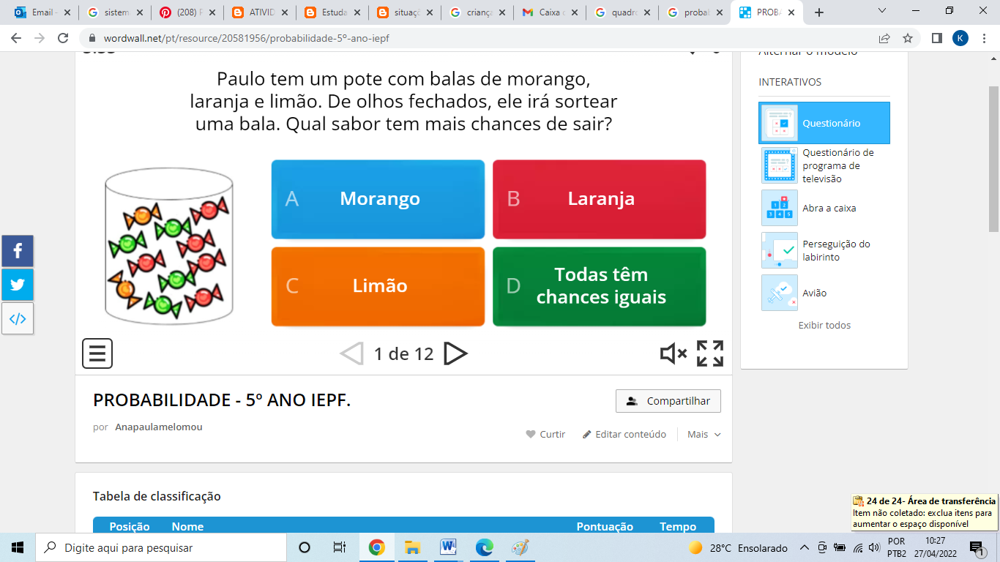 Email -
sistem
(208) P
ATIVID
Estuda
situaçõ
criança
Caixa d
quadro
probal
PROBA
wordwall.net/pt/resource/20581956/probabilidade-5º-ano-iepf
K
Alternar o modelo
Paulo tem um pote com balas de morango,
laranja e limão. De olhos fechados, ele irá sortear
uma bala. Qual sabor tem mais chances de sair?
A Morango
B Laranja
C Limão
D Todas têm
chances iguais
1 de 12
INTERATIVOS
Questionário
Questionário de
programa de
televisão
Abra a caixa
Perseguição do
labirinto
Avião
Exibir todos
PROBABILIDADE - 5º ANO IEPF.
Compartilhar
por Anapaulamelomou
Curtir
Editar conteúdo
Mais
Tabela de classificação
Posição Nome Pontuação Tempo
24 de 24- Área de transferência
Item não coletado: exclua itens para
aumentar o espaço disponível
Digite aqui para pesquisar
28°C Ensolarado
POR
PTB2
10:27
27/04/2022
1